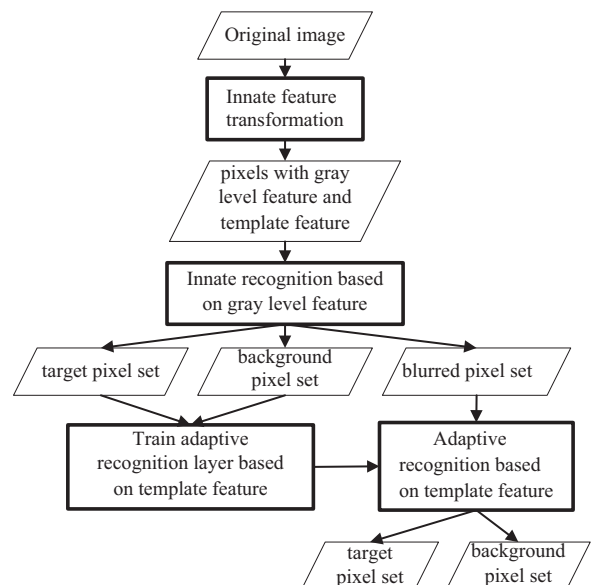 Original image
Innate feature
transformation
pixels with gray
level feature and
template feature
Innate recognition based
on gray level feature
target pixel set
background
pixel set
blurred pixel set
Train adaptive
recognition layer based
on template feature
Adaptive
recognition based
on template feature
target
pixel set
background
pixel set